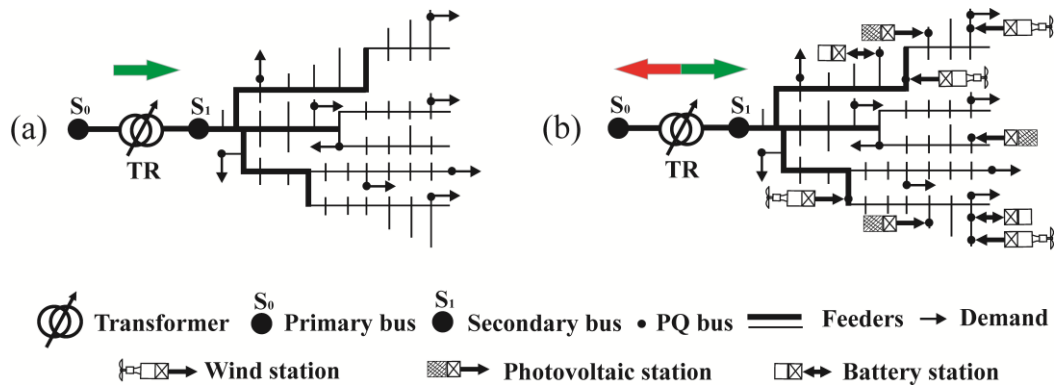 (a) S₀ TR S₁
(b) S₀ TR S₁
Transformer S₀ Primary bus S₁ Secondary bus PQ bus Feeders Demand
Wind station Photovoltaic station Battery station